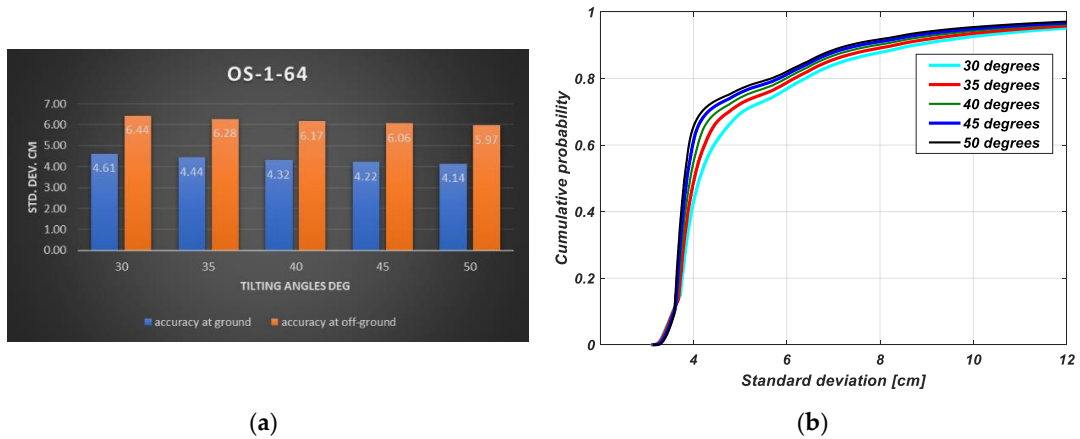 OS-1-64
STD. DEV. CM
7.00
6.00
5.00
4.00
3.00
2.00
1.00
0.00
4.61 6.44 4.44 6.28 4.32 6.17 4.22 6.06 4.14 5.97
30 35 40 45 50
TILTING ANGLES DEG
accuracy at ground accuracy at off-ground
(a)
Cumulative probability
1
0.8
0.6
0.4
0.2
0
30 degrees
35 degrees
40 degrees
45 degrees
50 degrees
4 6 8 10 12
Standard deviation [cm]
(b)